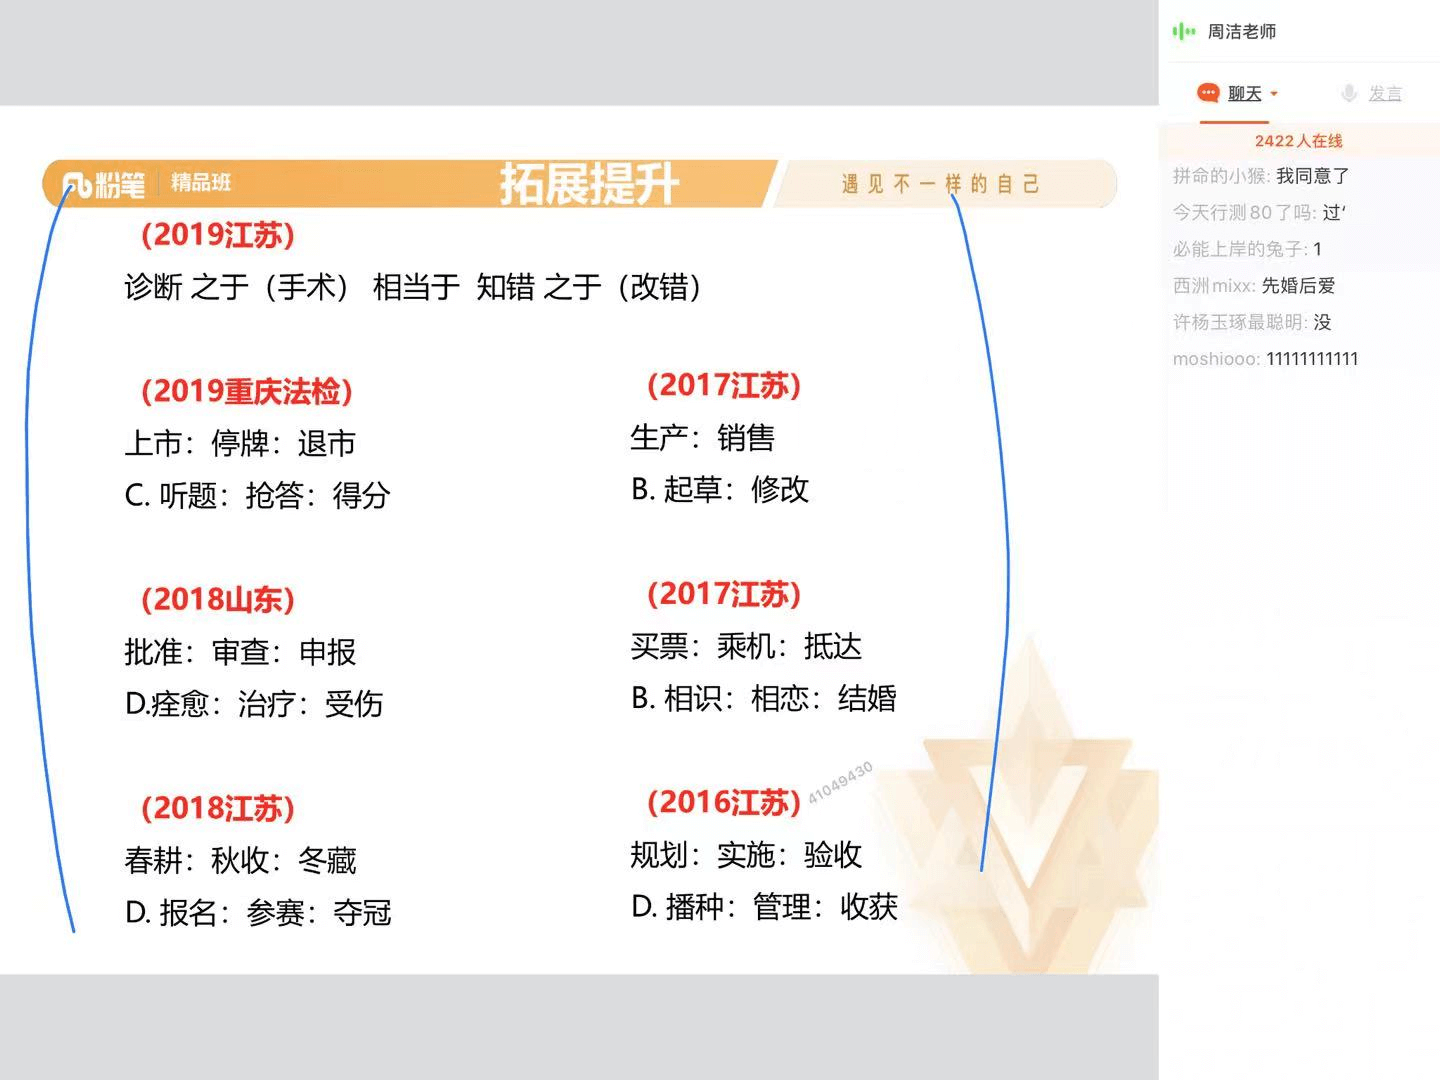 粉笔 精品班 拓展提升 遇见不一样的自己
（2019江苏）
诊断 之于（手术） 相当于 知错 之于（改错）
（2019重庆法检）
上市：停牌：退市
C. 听题：抢答：得分
（2018山东）
批准：审查：申报
D.痊愈：治疗：受伤
（2018江苏）
春耕：秋收：冬藏
D. 报名：参赛：夺冠
（2017江苏）
生产：销售
B. 起草：修改
（2017江苏）
买票：乘机：抵达
B. 相识：相恋：结婚
（2016江苏）
规划：实施：验收
D. 播种：管理：收获
41049430
周洁老师
聊天 发言
2422人在线
拼命的小猴: 我同意了
今天行测80了吗: 过‘
必能上岸的兔子: 1
西洲mixx: 先婚后爱
许杨玉琢最聪明: 没
moshiooo: 11111111111